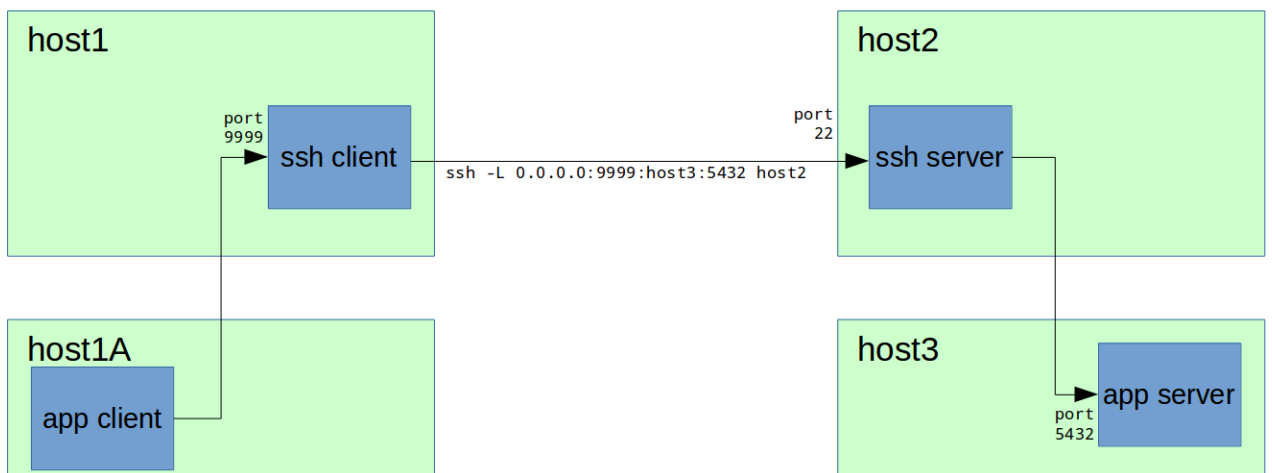 host1
host2
port
9999
ssh client
port
22
ssh server
ssh -L 0.0.0.0:9999:host3:5432 host2
host1A
app client
host3
app server
port
5432